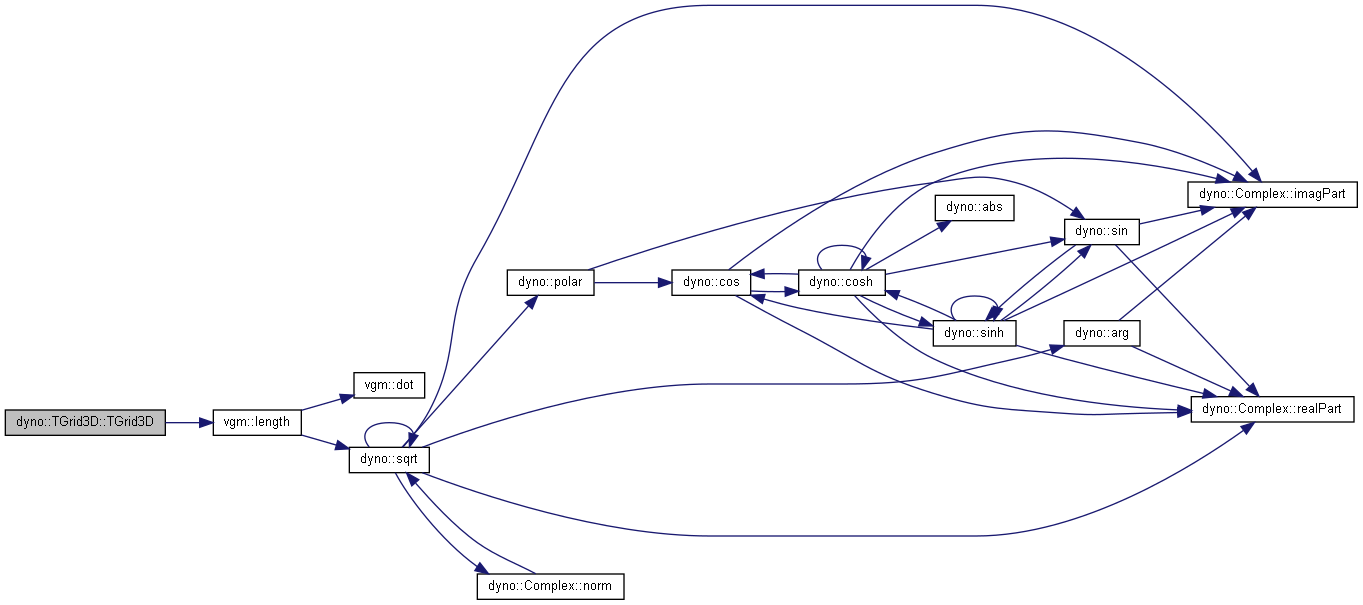 dyno::TGrid3D::TGrid3D
vgm::length
vgm::dot
dyno::sqrt
dyno::Complex::norm
dyno::polar
dyno::cos
dyno::cosh
dyno::abs
dyno::sinh
dyno::sin
dyno::arg
dyno::Complex::imagPart
dyno::Complex::realPart